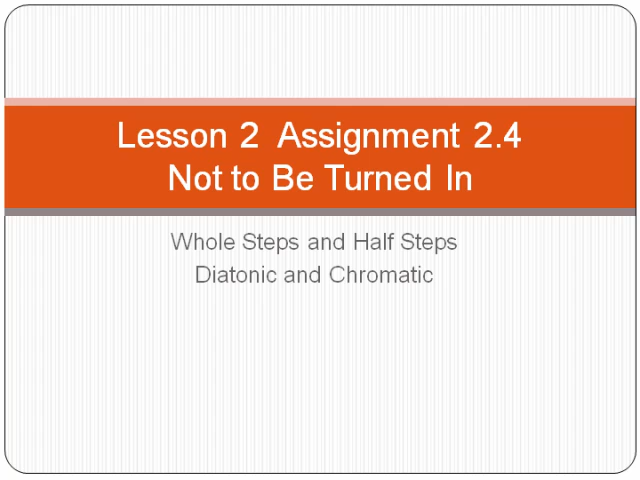 Lesson 2 Assignment 2.4
Not to Be Turned In
Whole Steps and Half Steps
Diatonic and Chromatic